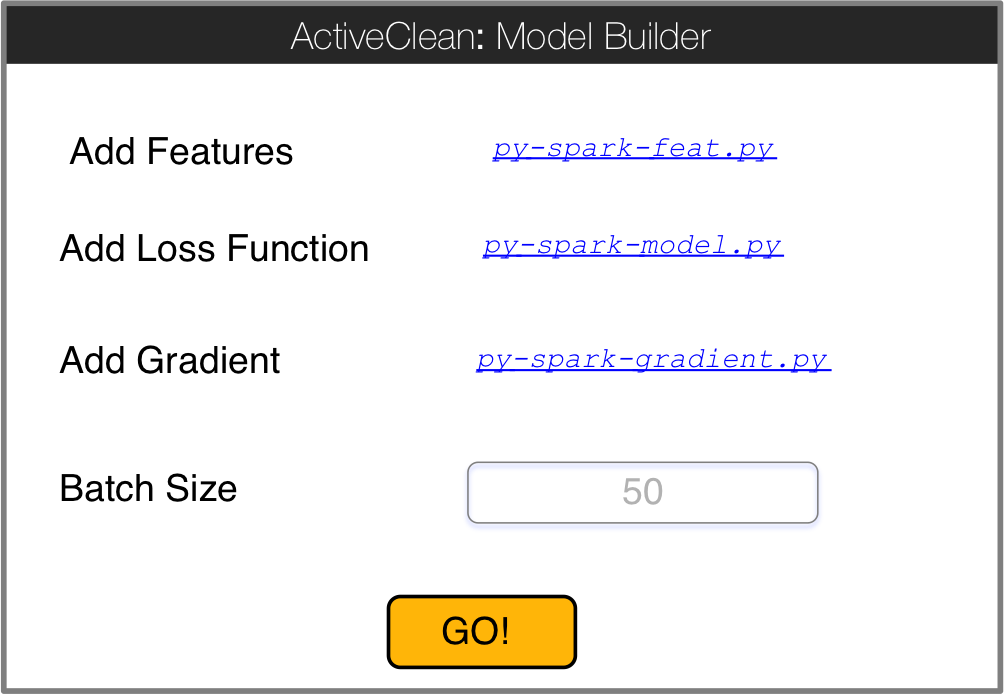 ActiveClean: Model Builder
Add Features py-spark-feat.py
Add Loss Function py-spark-model.py
Add Gradient py-spark-gradient.py
Batch Size 50
GO!